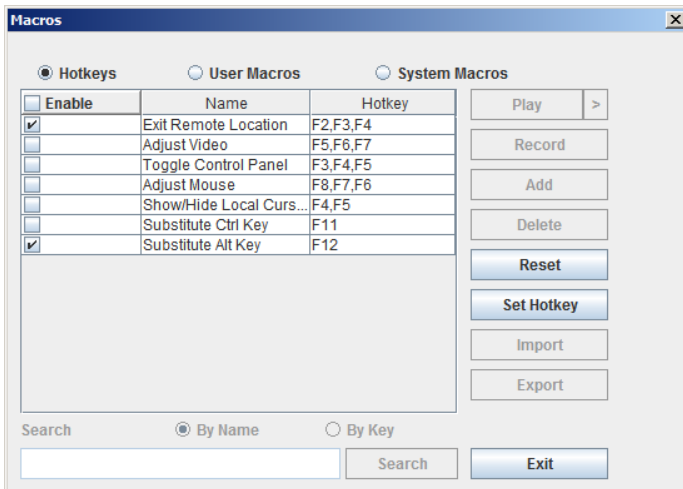 Macros
Hotkeys User Macros System Macros
Enable Name Hotkey Play >
Exit Remote Location F2,F3,F4
Adjust Video F5,F6,F7 Record
Toggle Control Panel F3,F4,F5
Adjust Mouse F8,F7,F6 Add
Show/Hide Local Curs... F4,F5
Substitute Ctrl Key F11 Delete
Substitute Alt Key F12
Reset
Set Hotkey
Import
Export
Search By Name By Key
Search Exit